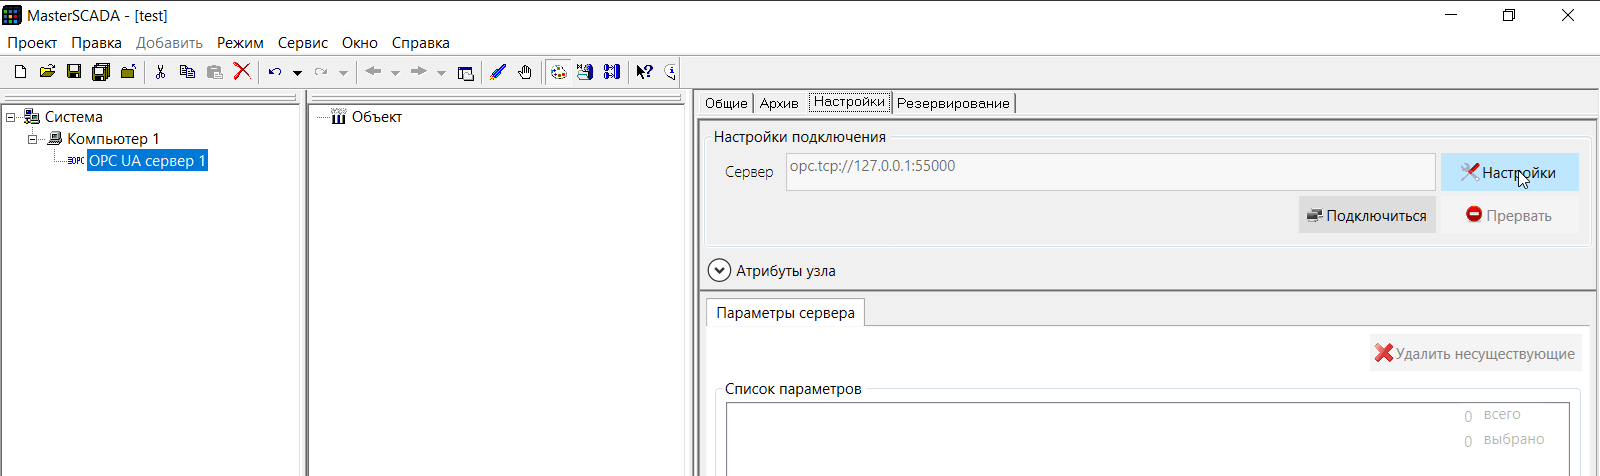 MasterSCADA - [test]
Проект Правка Добавить Режим Сервис Окно Справка
Система
Компьютер 1
OPC OPC UA сервер 1
Объект
Общие Архив Настройки Резервирование
Настройки подключения
Сервер opc.tcp://127.0.0.1:55000 Настройки
Подключиться Прервать
Атрибуты узла
Параметры сервера
Удалить несуществующие
Список параметров
0 всего
0 выбрано